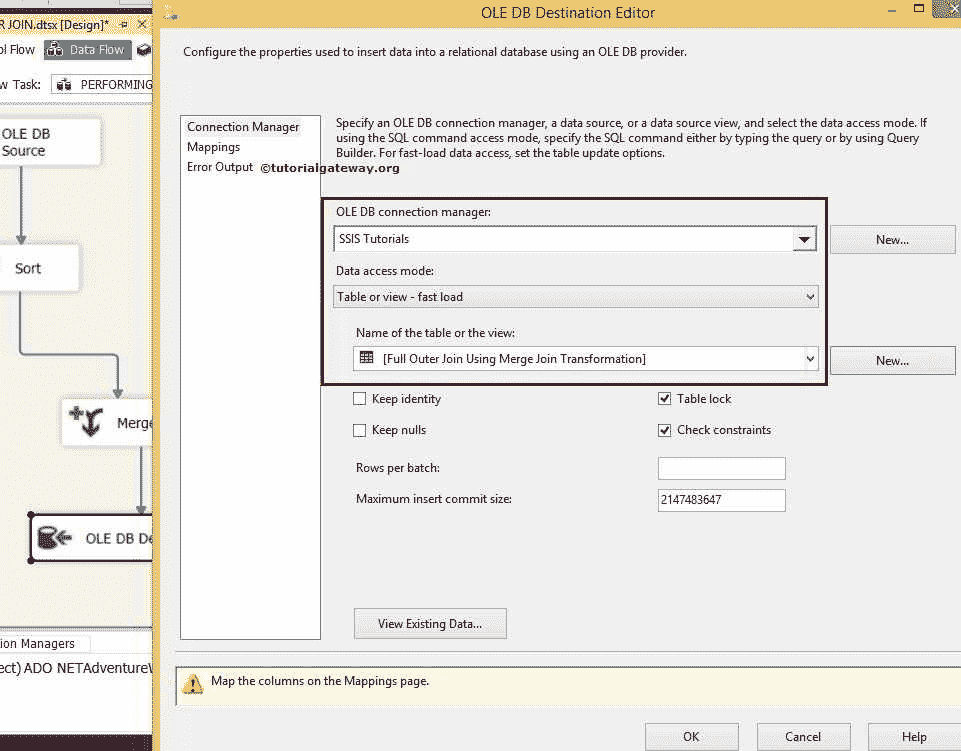 OLE DB Destination Editor
R JOIN.dtsx [Design]*
ol Flow
Data Flow
w Task:
PERFORMING
OLE DB
Source
Sort
Merge
OLE DB De
ion Managers
ect) ADO NETAdventureW
Configure the properties used to insert data into a relational database using an OLE DB provider.
Connection Manager
Mappings
Error Output
©tutorialgateway.org
Specify an OLE DB connection manager, a data source, or a data source view, and select the data access mode. If
using the SQL command access mode, specify the SQL command either by typing the query or by using Query
Builder. For fast-load data access, set the table update options.
OLE DB connection manager:
SSIS Tutorials
New...
Data access mode:
Table or view - fast load
Name of the table or the view:
[Full Outer Join Using Merge Join Transformation]
New...
Keep identity
Table lock
Keep nulls
Check constraints
Rows per batch:
Maximum insert commit size:
2147483647
View Existing Data...
Map the columns on the Mappings page.
OK
Cancel
Help